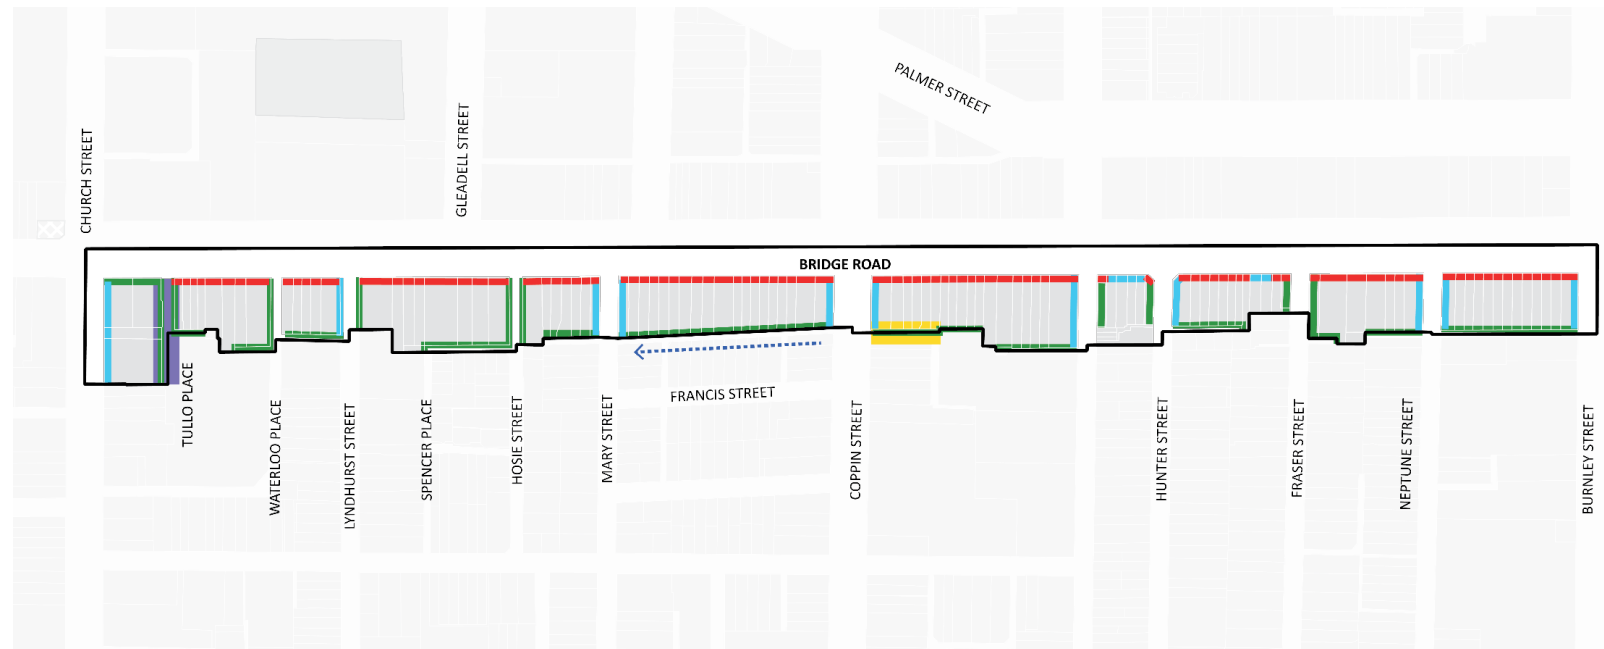 PALMER STREET
GLEADELL STREET
CHURCH STREET
BRIDGE ROAD
TULLO PLACE
WATERLOO PLACE
LYNDHURST STREET
SPENCER PLACE
HOSIE STREET
MARY STREET
FRANCIS STREET
COPPIN STREET
HUNTER STREET
FRASER STREET
NEPTUNE STREET
BURNLEY STREET